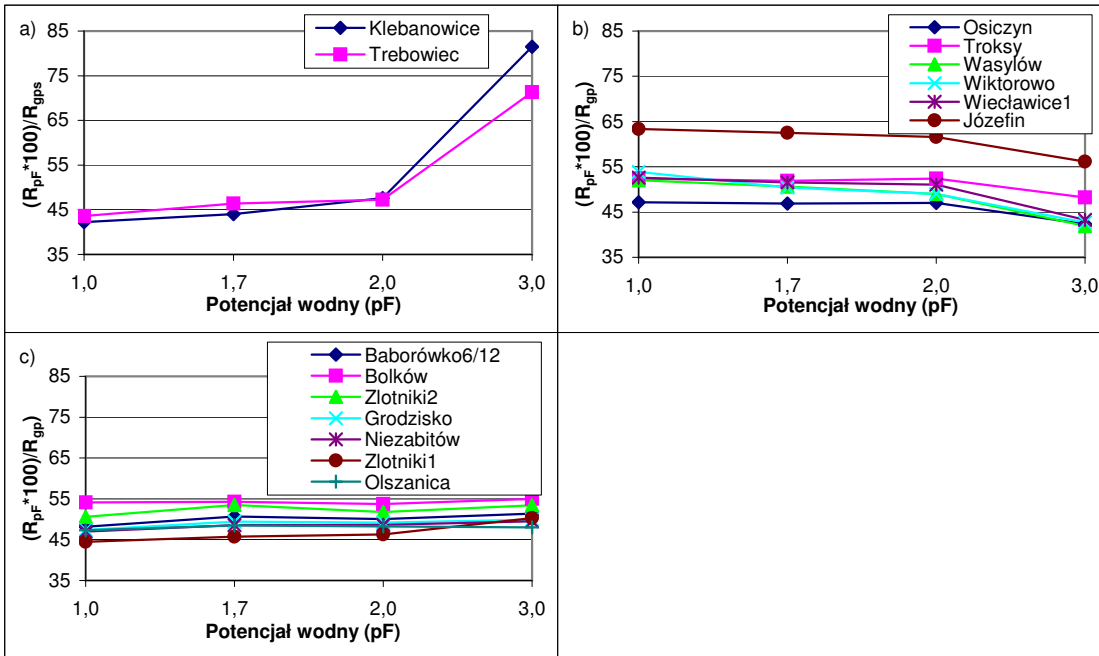 a)
Klebanowice
Trebowiec
(R_pF*100)/R_gps
85
75
65
55
45
35
1,0 1,7 2,0 3,0
Potencjał wodny (pF)
b)
Osiczyn
Troksy
Wasylów
Wiktorowo
Wiecławice1
Józefin
(R_pF*100)/R_gp)
85
75
65
55
45
35
1,0 1,7 2,0 3,0
Potencjał wodny (pF)
c)
Baborówko6/12
Bolków
Zlotniki2
Grodzisko
Niezabitów
Zlotniki1
Olszanica
(R_pF*100)/R_gp)
85
75
65
55
45
35
1,0 1,7 2,0 3,0
Potencjał wodny (pF)